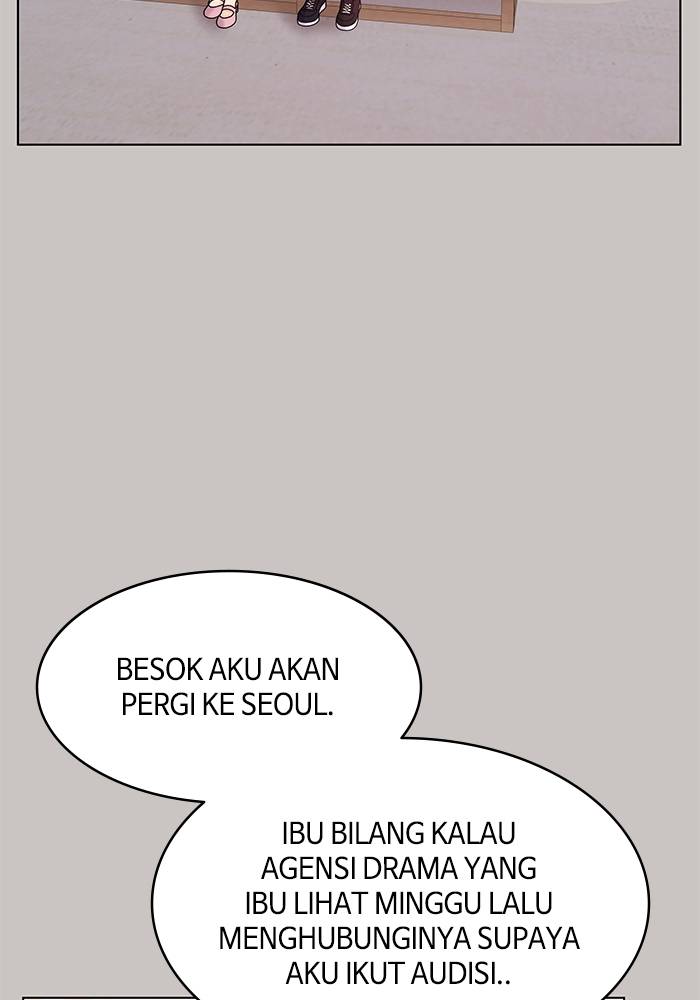 BESOK AKU AKAN
PERGI KE SEOUL.
IBU BILANG KALAU
AGENSI DRAMA YANG
IBU LIHAT MINGGU LALU
MENGHUBUNGINYA SUPAYA
AKU IKUT AUDISI..